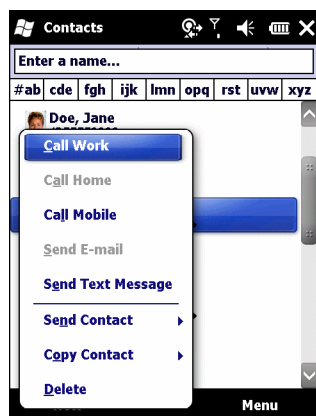 Contacts
Enter a name...
#ab cde fgh ijk lmn opq rst uvw xyz
Doe, Jane
Call Work
Call Home
Call Mobile
Send E-mail
Send Text Message
Send Contact
Copy Contact
Delete
Menu